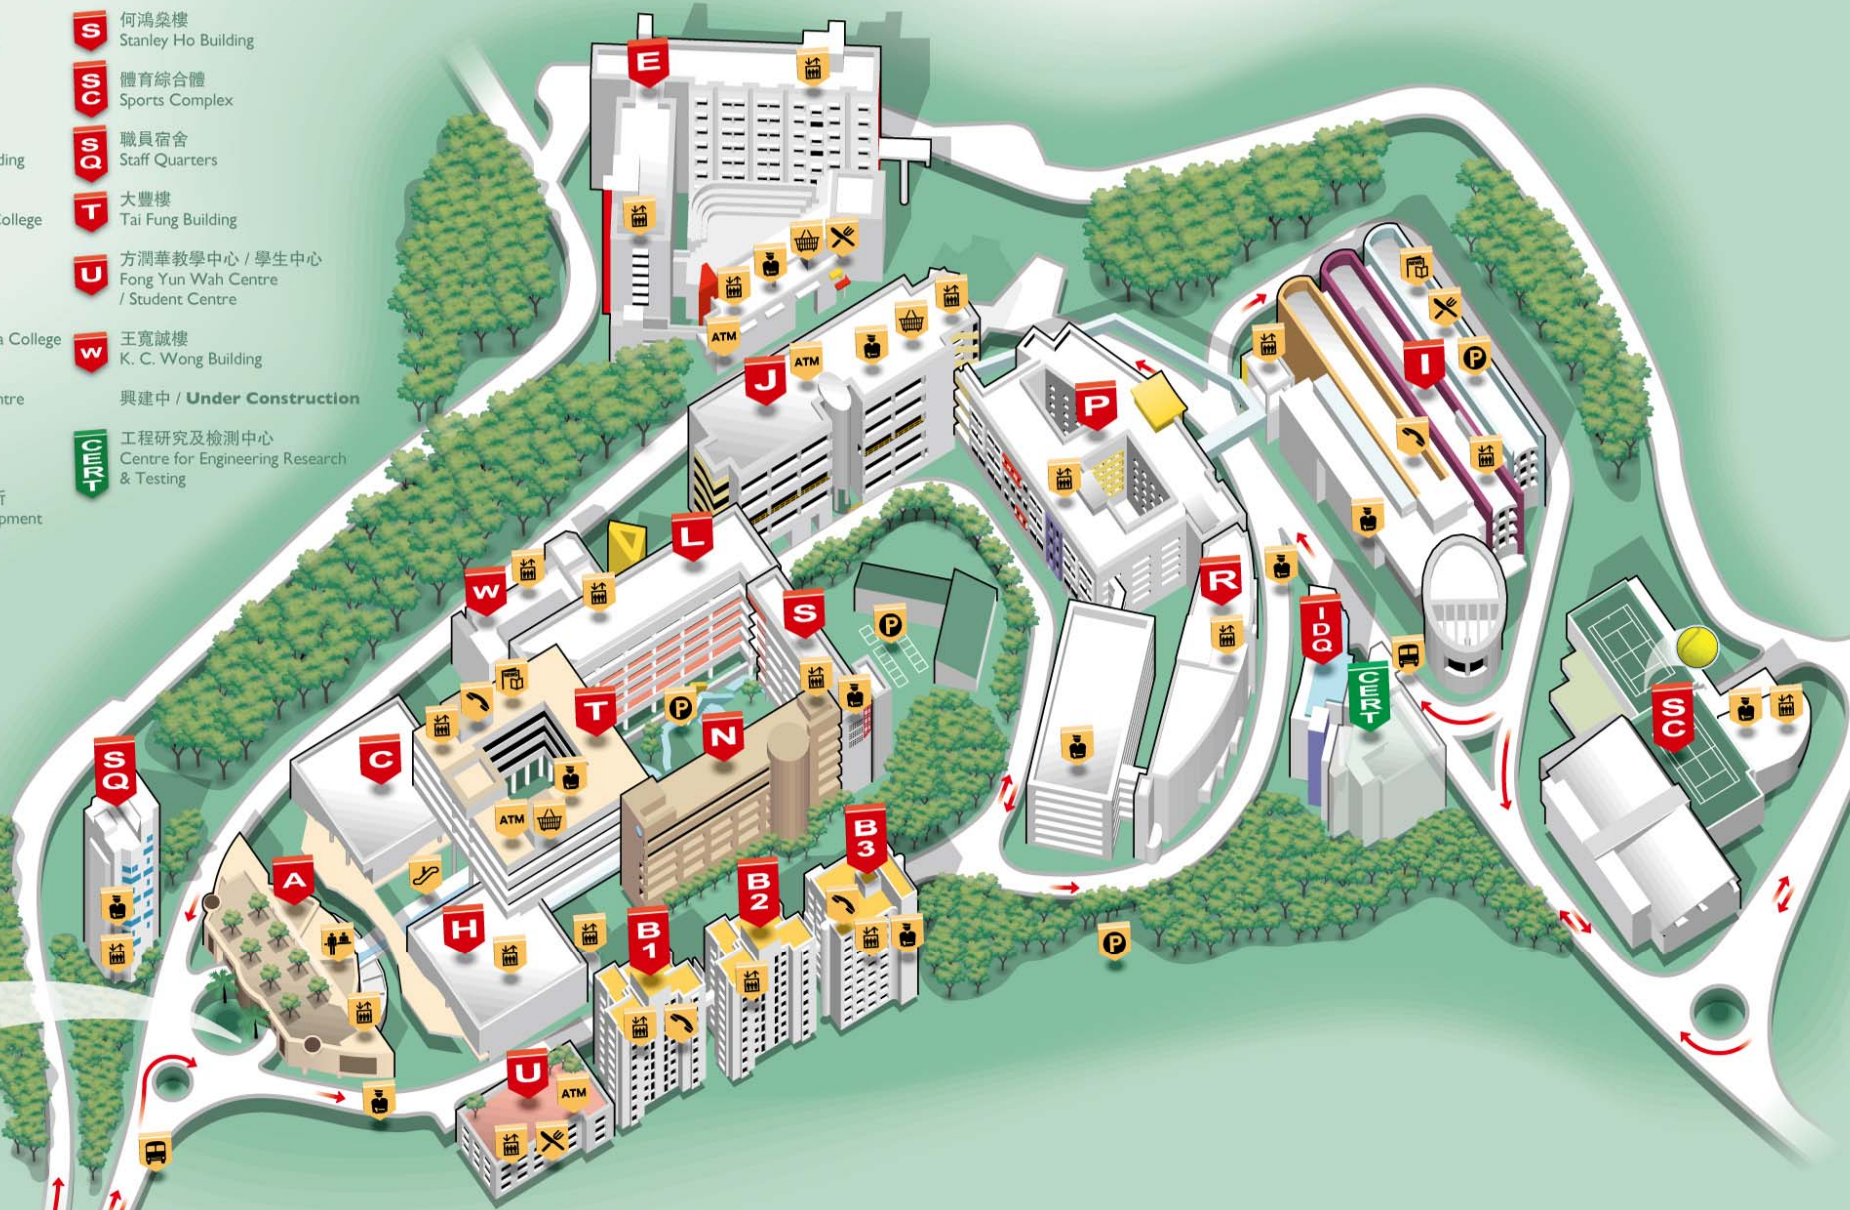 S
何鴻燊樓
Stanley Ho Building
SC
體育綜合體
Sports Complex
SQ
職員宿舍
Staff Quarters
T
大豐樓
Tai Fung Building
U
方潤華教學中心 / 學生中心
Fong Yun Wah Centre
/ Student Centre
W
王寬誠樓
K. C. Wong Building
興建中 / Under Construction
CERT
工程研究及檢測中心
Centre for Engineering Research
& Testing
College
College
E
ATM
J
ATM
P
I
P
L
W
S
P
R
IDQ
CERT
SC
T
P
N
C
SQ
ATM
A
H
B1
B2
B3
P
U
ATM